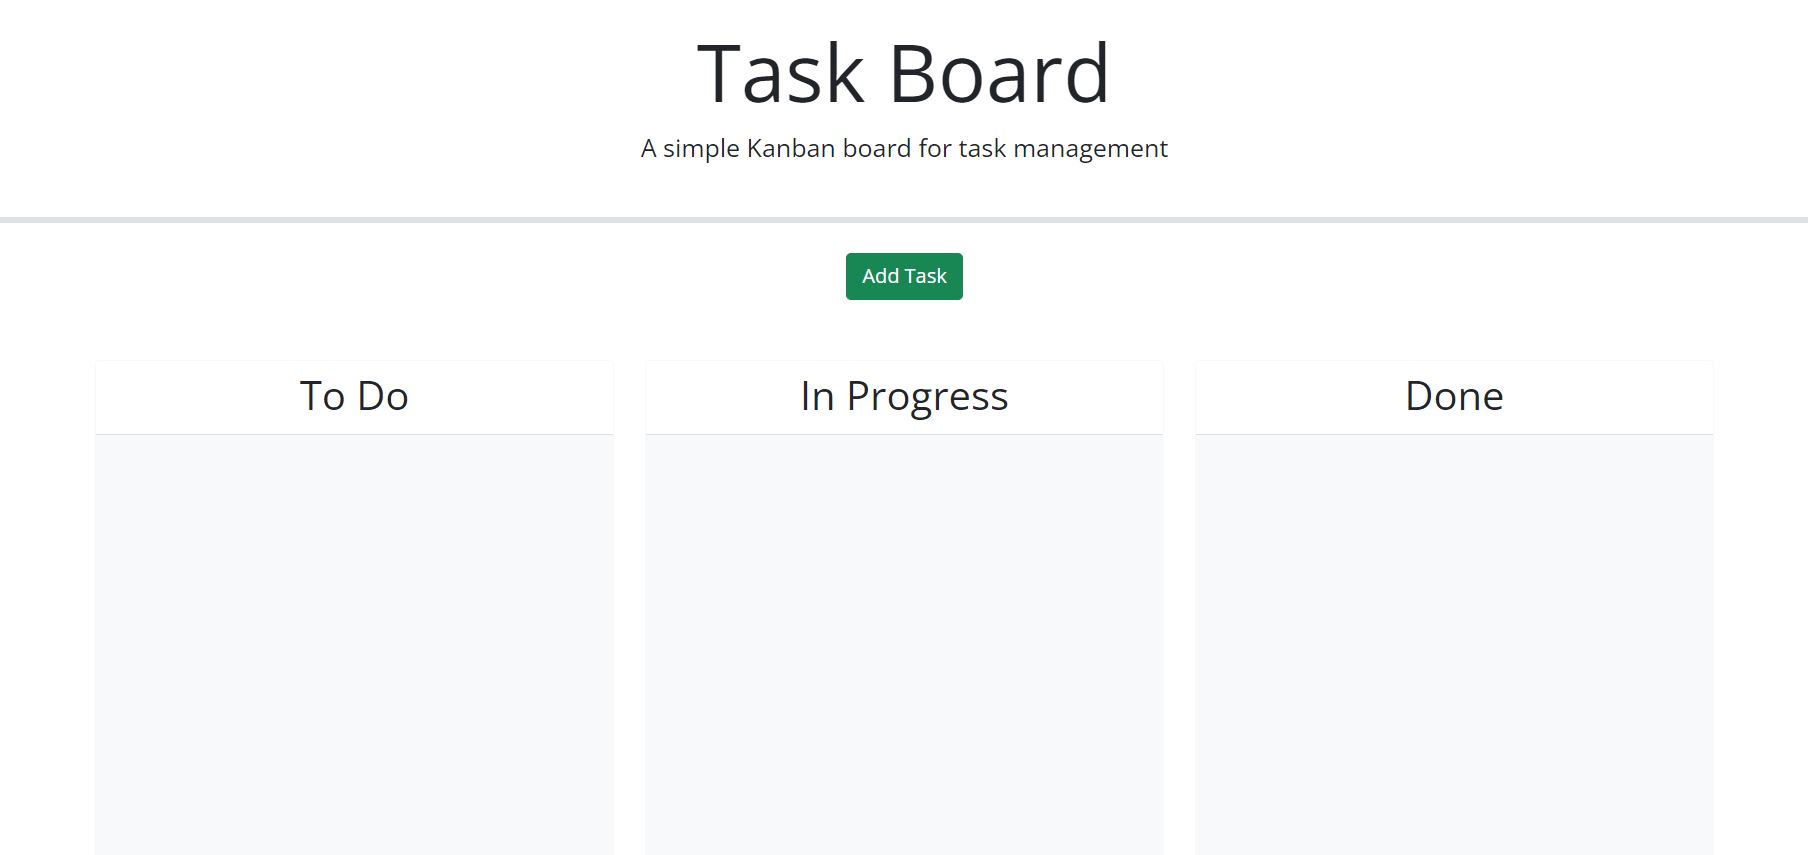 Task Board
A simple Kanban board for task management
Add Task
To Do
In Progress
Done